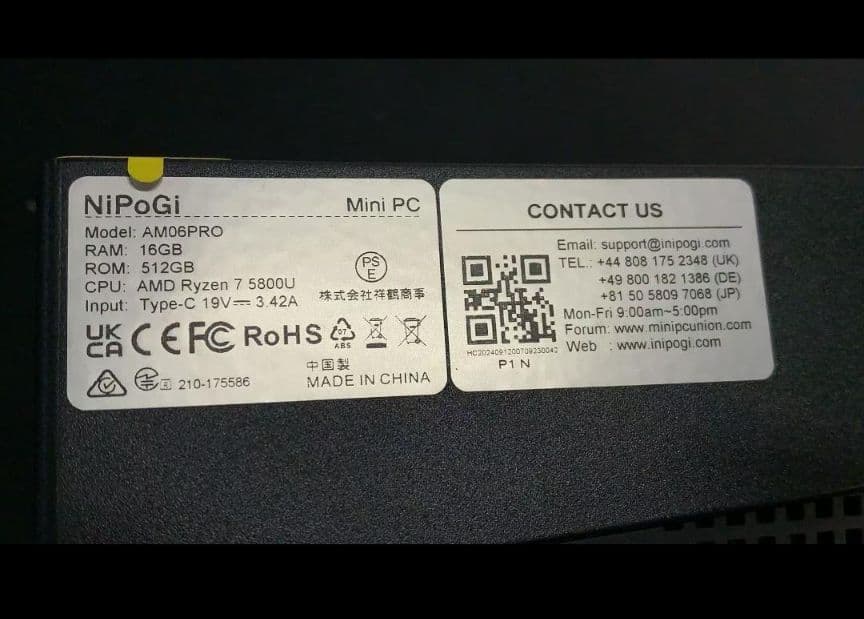 NiPoGi Mini PC
Model: AM06PRO
RAM: 16GB
ROM: 512GB
CPU: AMD Ryzen 7 5800U
Input: Type-C 19V⎓3.42A
PS
E
株式会社祥鶴商事
UK
CA CE FC RoHS 07
ABS
R 210-175586
中国製
MADE IN CHINA
CONTACT US
Email: support@inipogi.com
TEL.: +44 808 175 2348 (UK)
+49 800 182 1386 (DE)
+81 50 5809 7068 (JP)
Mon-Fri 9:00am~5:00pm
Forum: www.minipcunion.com
Web : www.inipogi.com
HC2024091200709230042
P1 N